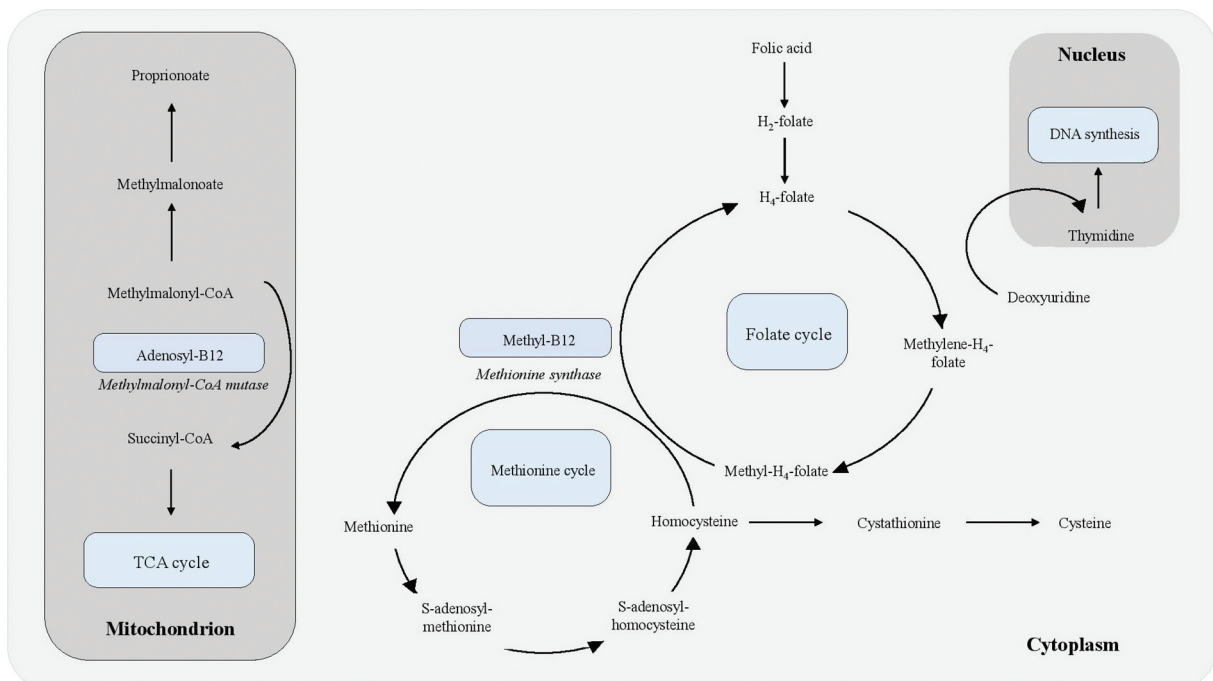 Proprionoate
Methylmalonoate
Methylmalonyl-CoA
Adenosyl-B12
Methylmalonyl-CoA mutase
Succinyl-CoA
TCA cycle
Mitochondrion
Folic acid
H₂-folate
H₄-folate
Methyl-B12
Methionine synthase
Folate cycle
Methylene-H₄-
folate
Methyl-H₄-folate
Methionine cycle
Methionine
Homocysteine
Cystathionine
Cysteine
S-adenosyl-
methionine
S-adenosyl-
homocysteine
Nucleus
DNA synthesis
Thymidine
Deoxyuridine
Cytoplasm